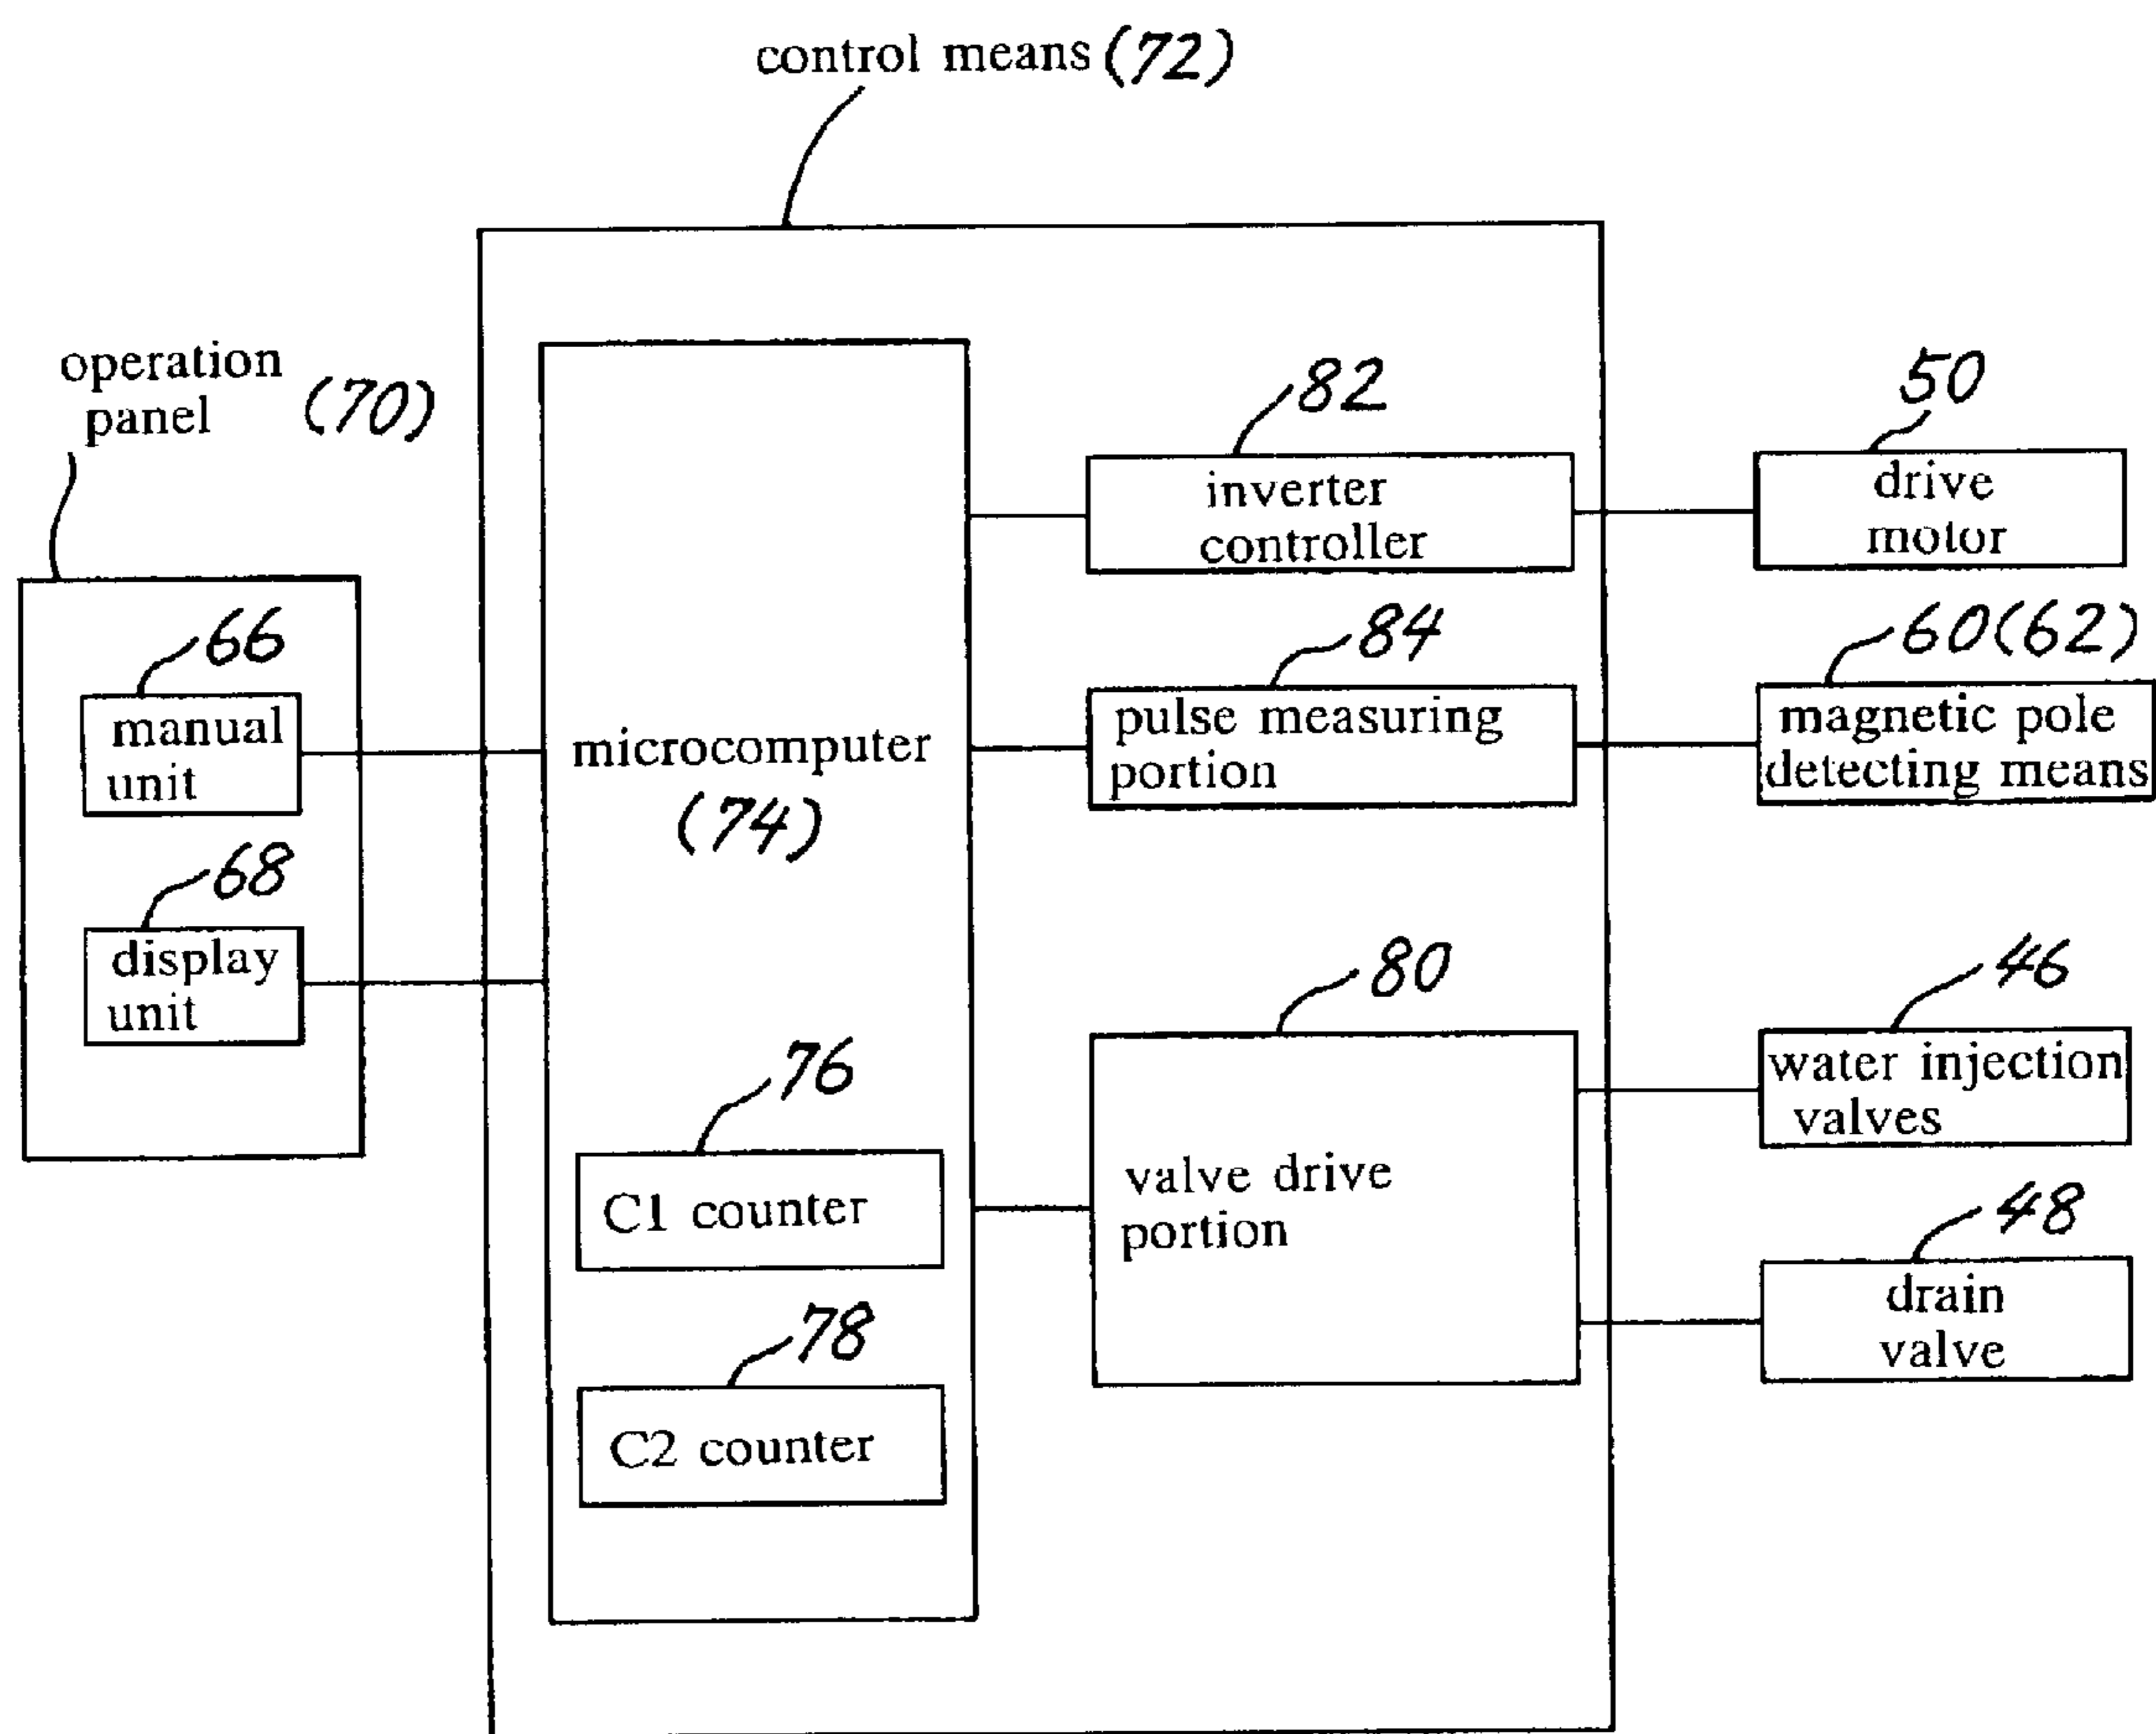 control means (72)
operation
panel (70)
82
50
inverter
controller
drive
motor
66
84
60(62)
manual
unit
microcomputer
(74)
pulse measuring
portion
magnetic pole
detecting means
68
display
unit
80
46
76
water injection
valves
C1 counter
valve drive
portion
48
78
drain
valve
C2 counter